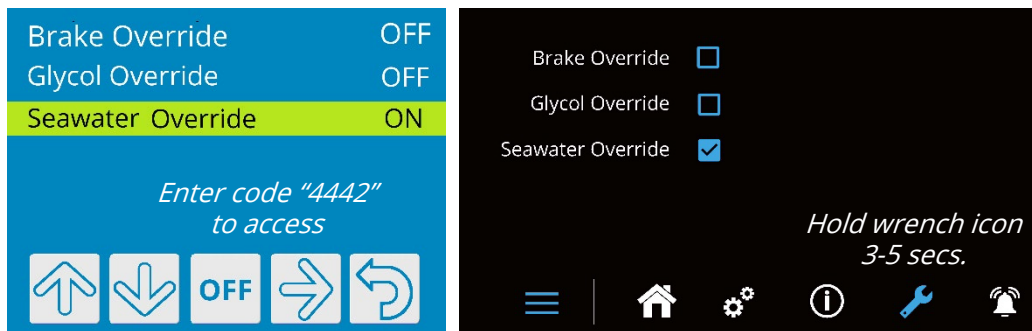 Brake Override OFF
Glycol Override OFF
Seawater Override ON
Enter code “4442”
to access
OFF
Brake Override
Glycol Override
Seawater Override
Hold wrench icon
3-5 secs.